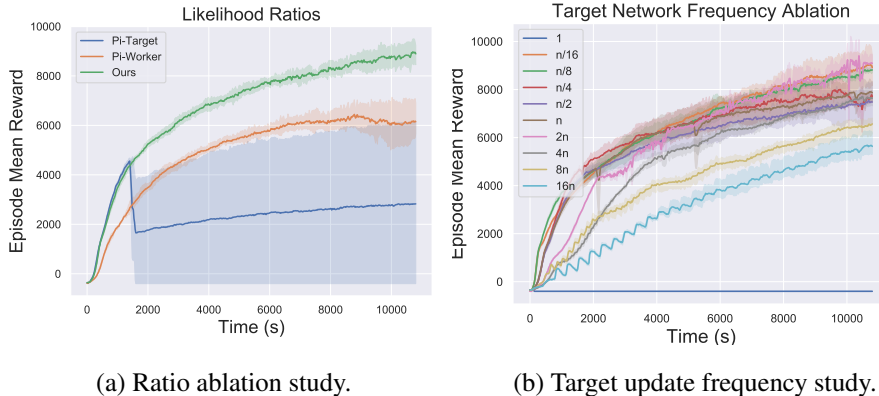 Likelihood Ratios
Pi-Target
Pi-Worker
Ours
Episode Mean Reward
10000
8000
6000
4000
2000
0
0 2000 4000 6000 8000 10000
Time (s)
(a) Ratio ablation study.
Target Network Frequency Ablation
1
n/16
n/8
n/4
n/2
n
2n
4n
8n
16n
Episode Mean Reward
10000
8000
6000
4000
2000
0
0 2000 4000 6000 8000 10000
Time (s)
(b) Target update frequency study.